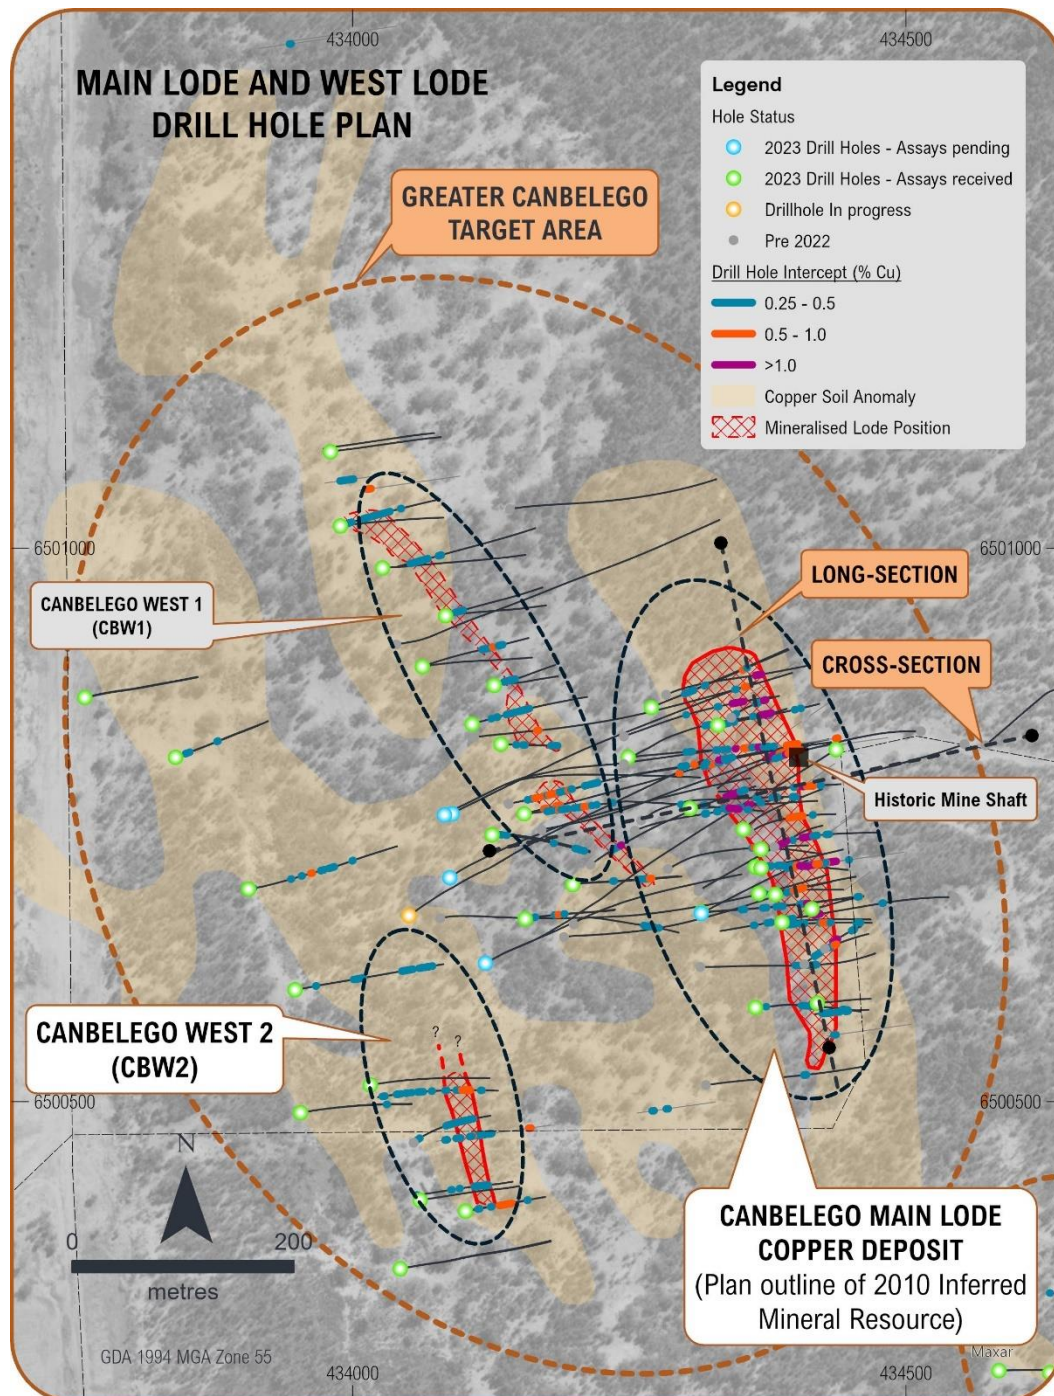 434000
434500
MAIN LODE AND WEST LODE
DRILL HOLE PLAN
Legend
Hole Status
2023 Drill Holes - Assays pending
2023 Drill Holes - Assays received
Drillhole In progress
Pre 2022
Drill Hole Intercept (% Cu)
0.25 - 0.5
0.5 - 1.0
>1.0
Copper Soil Anomaly
Mineralised Lode Position
GREATER CANBELEGO
TARGET AREA
6501000
6501000
LONG-SECTION
CANBELEGO WEST 1
(CBW1)
CROSS-SECTION
Historic Mine Shaft
CANBELEGO WEST 2
(CBW2)
? ?
6500500
6500500
N
0 200
metres
CANBELEGO MAIN LODE
COPPER DEPOSIT
(Plan outline of 2010 Inferred
Mineral Resource)
GDA 1994 MGA Zone 55
Maxar
434000
434500